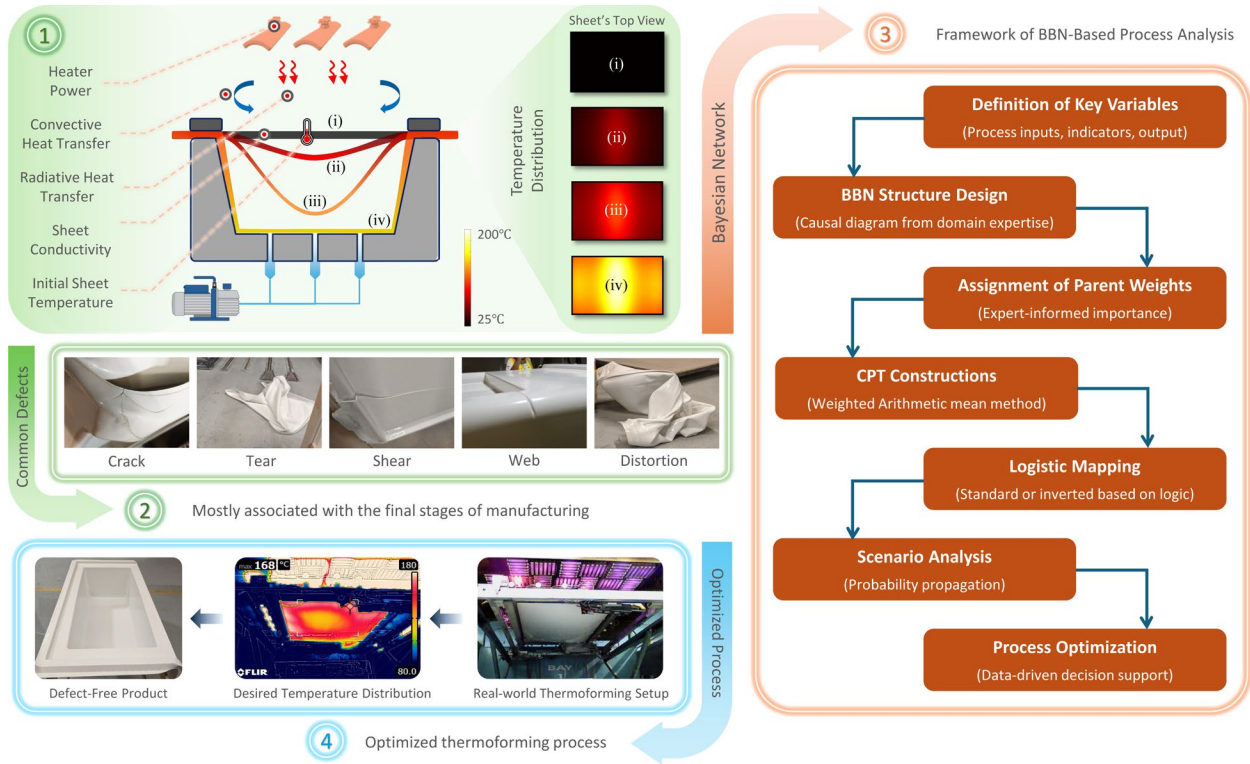 1
Heater
Power
Convective
Heat Transfer
Radiative Heat
Transfer
Sheet
Conductivity
Initial Sheet
Temperature
(i)
(ii)
(iii)
(iv)
200℃
25℃
Sheet's Top View
Temperature
Distribution
(i)
(ii)
(iii)
(iv)
Common Defects
Crack
Tear
Shear
Web
Distortion
2
Mostly associated with the final stages of manufacturing
Bayesian Network
3
Framework of BBN-Based Process Analysis
Definition of Key Variables
(Process inputs, indicators, output)
BBN Structure Design
(Causal diagram from domain expertise)
Assignment of Parent Weights
(Expert-informed importance)
CPT Constructions
(Weighted Arithmetic mean method)
Logistic Mapping
(Standard or inverted based on logic)
Scenario Analysis
(Probability propagation)
Process Optimization
(Data-driven decision support)
Optimized Process
max 168 °C
180
80.0
FLIR
BAY
Defect-Free Product
Desired Temperature Distribution
Real-world Thermoforming Setup
4
Optimized thermoforming process